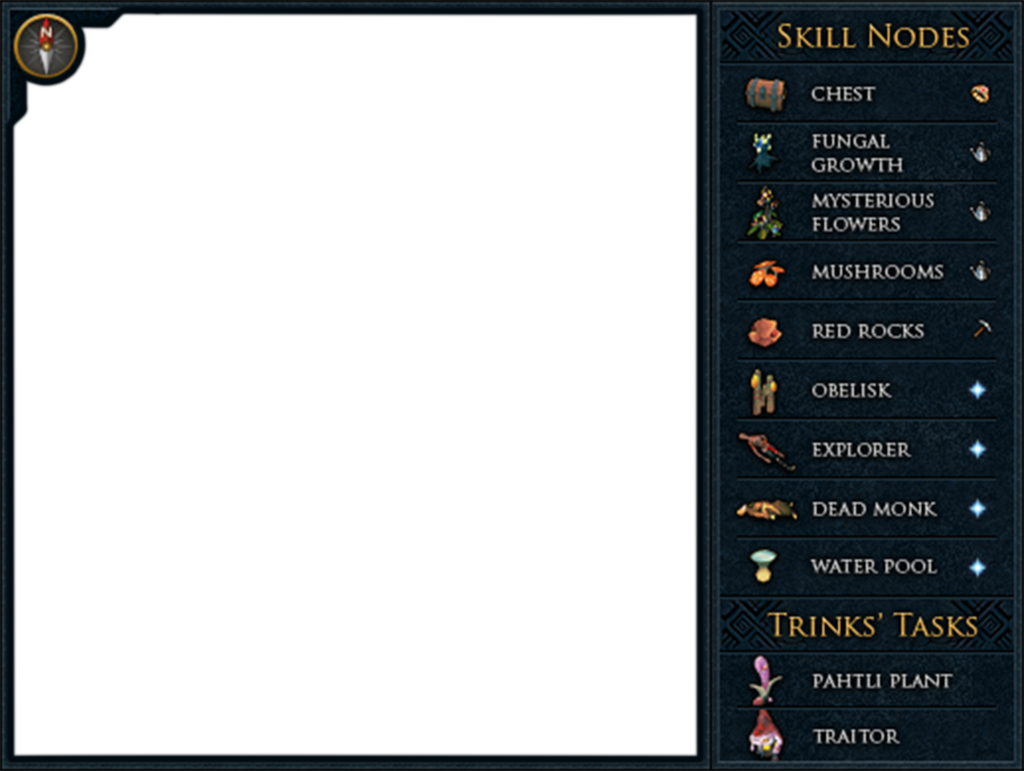 N
SKILL NODES
CHEST
FUNGAL
GROWTH
MYSTERIOUS
FLOWERS
MUSHROOMS
RED ROCKS
OBELISK
EXPLORER
DEAD MONK
WATER POOL
TRINKS' TASKS
PAHTLI PLANT
TRAITOR